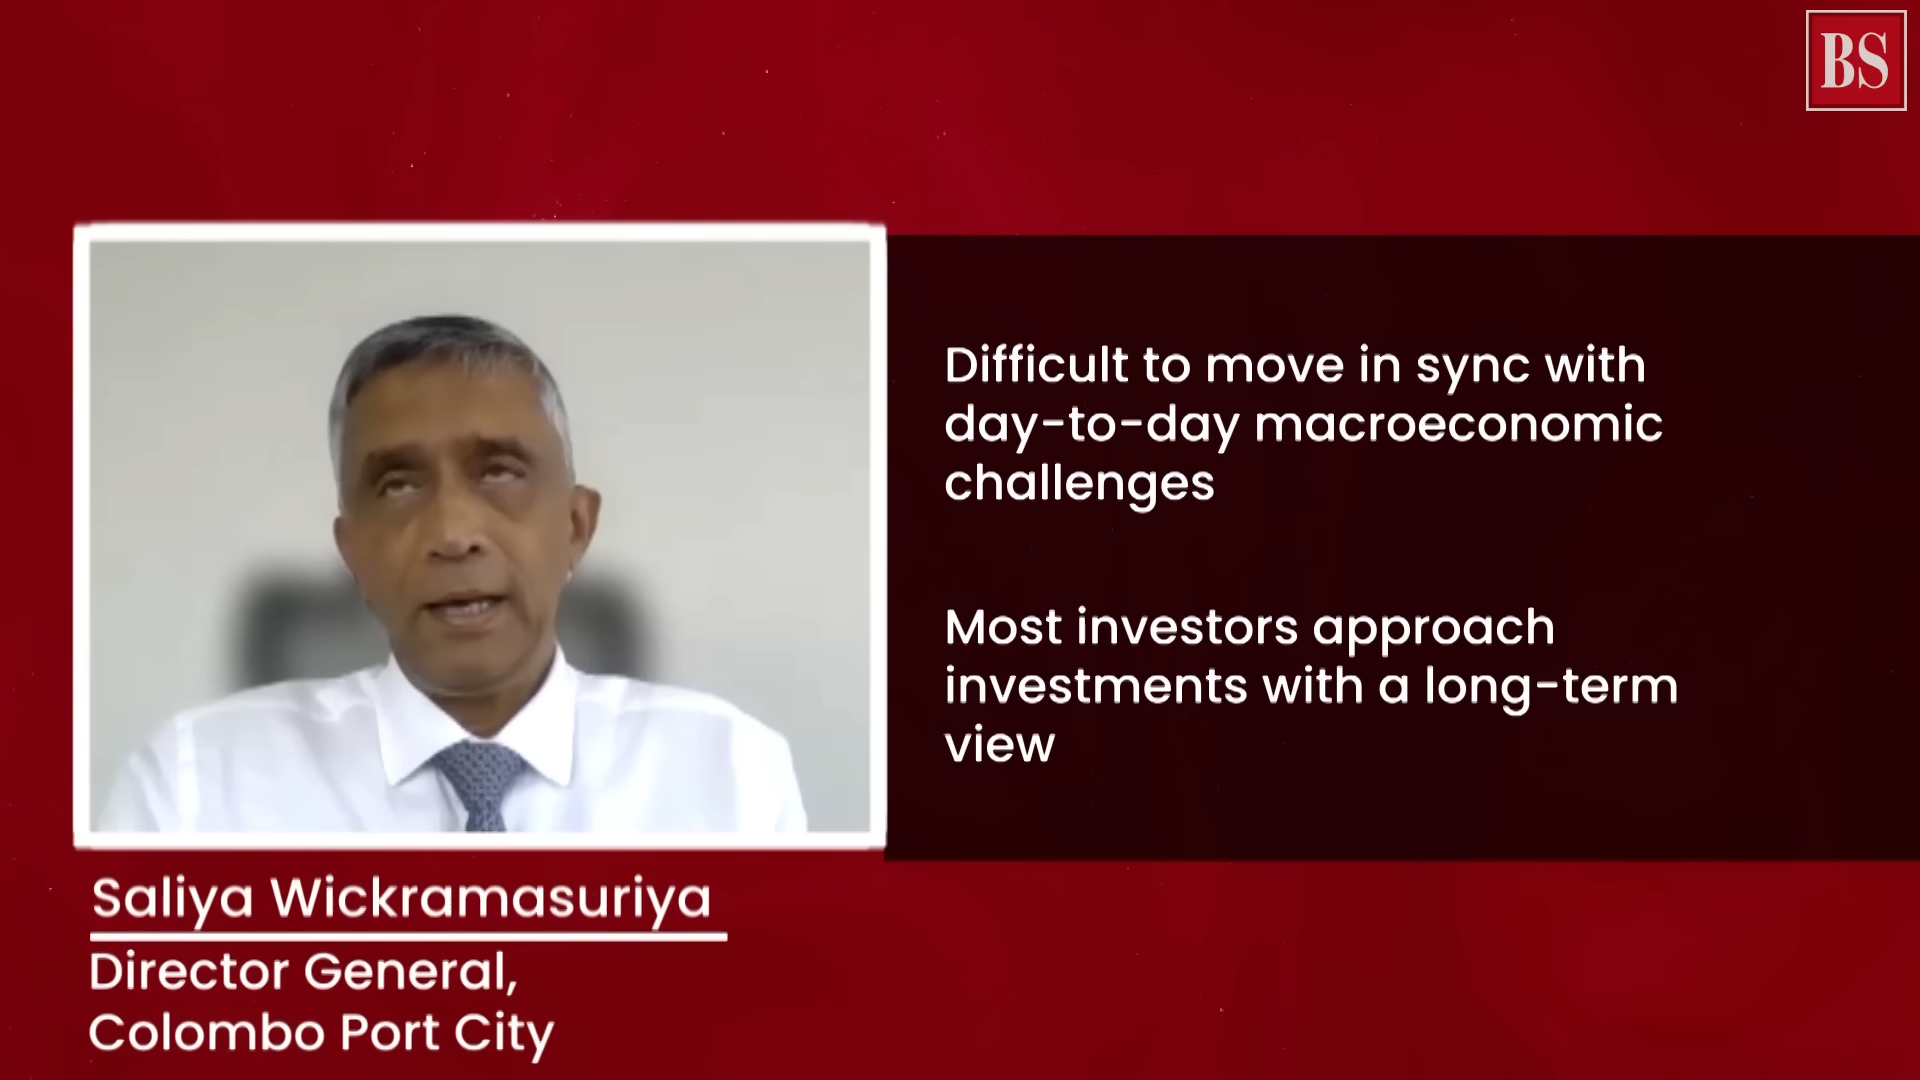 BS
Difficult to move in sync with
day-to-day macroeconomic
challenges
Most investors approach
investments with a long-term
view
Saliya Wickramasuriya
Director General,
Colombo Port City